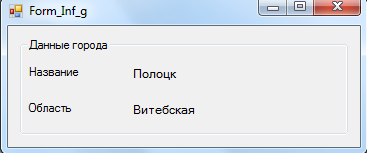 Form_Inf_g
Данные города
Название Полоцк
Область Витебская